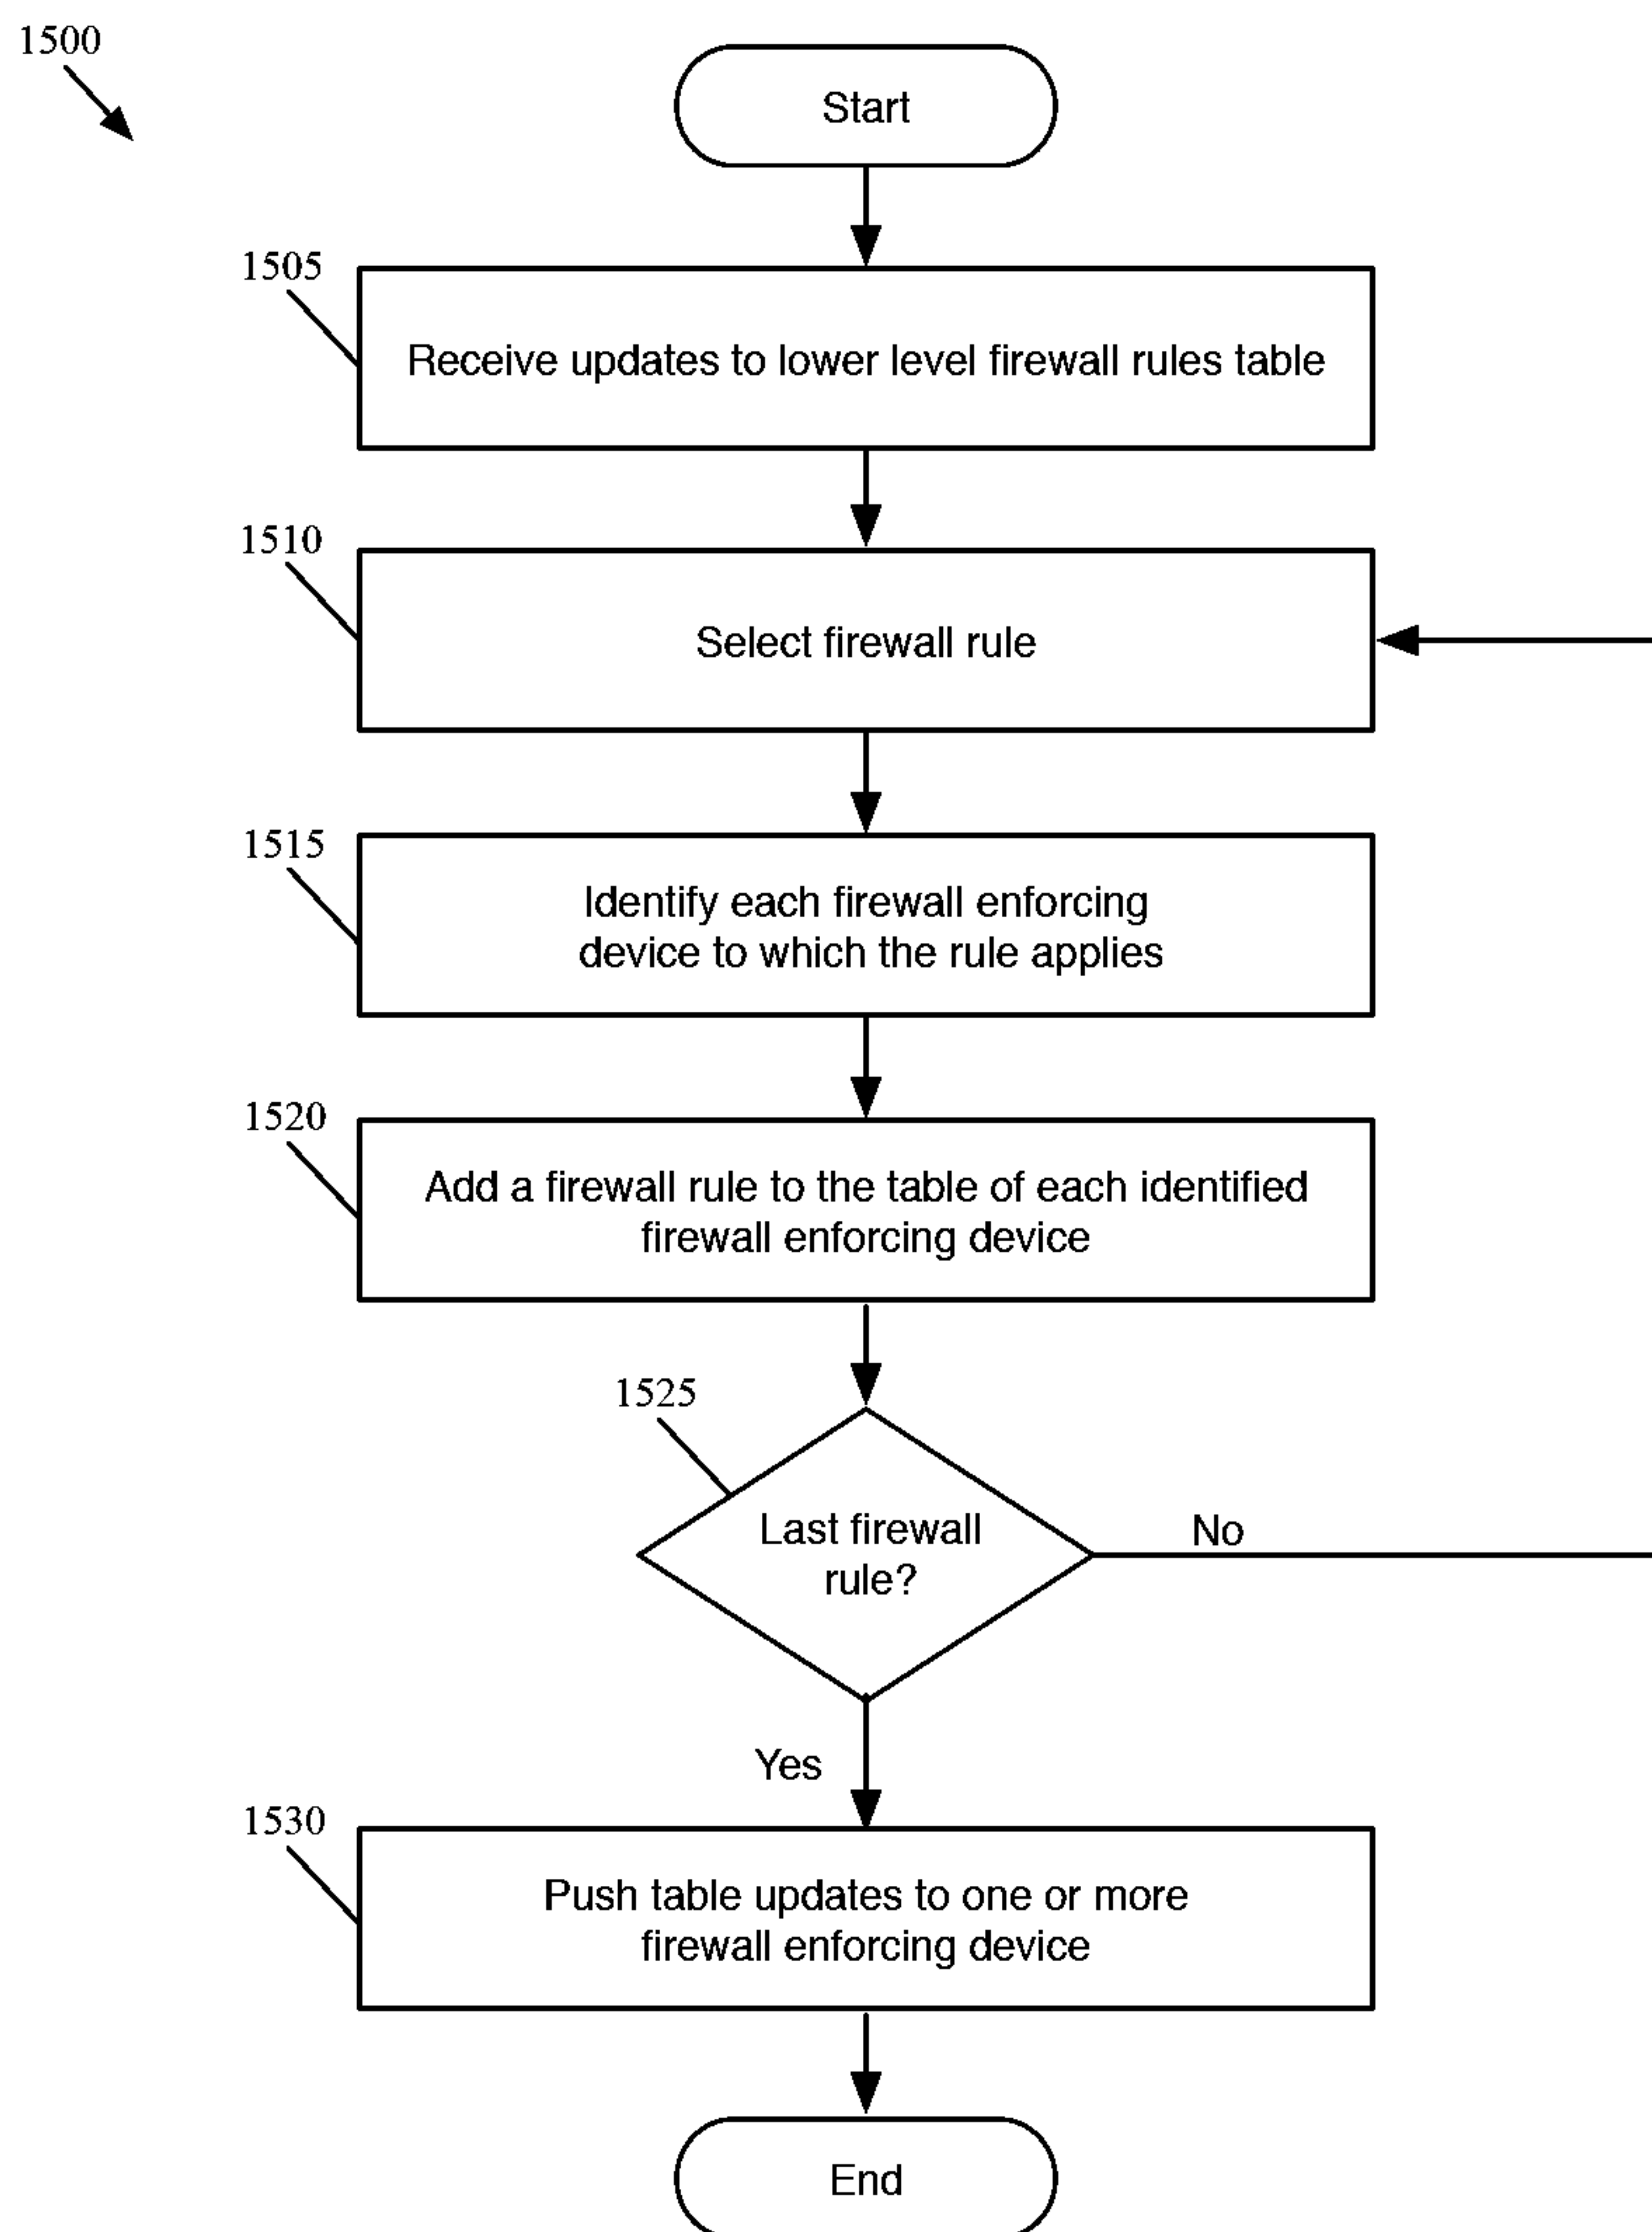 1500
Start
1505
Receive updates to lower level firewall rules table
1510
Select firewall rule
1515
Identify each firewall enforcing
device to which the rule applies
1520
Add a firewall rule to the table of each identified
firewall enforcing device
1525
Last firewall
rule?
No
Yes
1530
Push table updates to one or more
firewall enforcing device
End